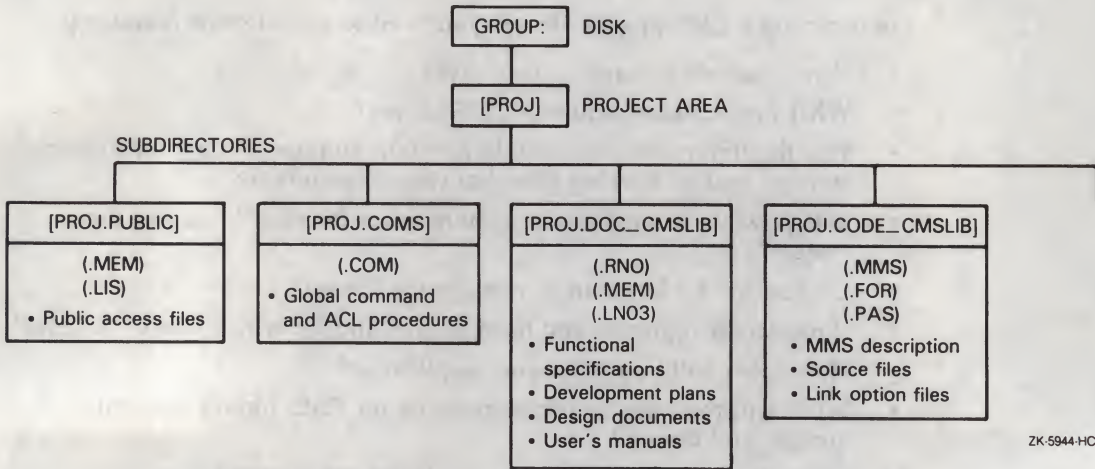 GROUP: DISK
[PROJ] PROJECT AREA
SUBDIRECTORIES
[PROJ.PUBLIC]
(.MEM)
(.LIS)
• Public access files
[PROJ.COMS]
(.COM)
• Global command
and ACL procedures
[PROJ.DOC_CMSLIB]
(.RNO)
(.MEM)
(.LN03)
• Functional
specifications
• Development plans
• Design documents
• User's manuals
[PROJ.CODE_CMSLIB]
(.MMS)
(.FOR)
(.PAS)
• MMS description
• Source files
• Link option files
ZK-5944-HC